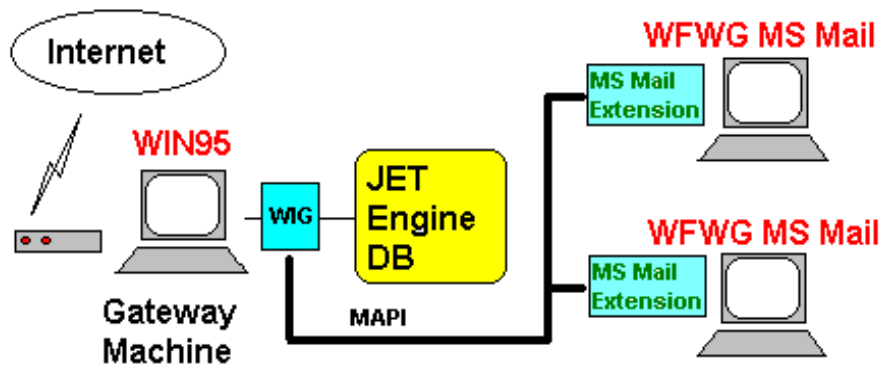 Internet
WIN95
WIG
JET
Engine
DB
Gateway
Machine
MAPI
WFWG MS Mail
MS Mail
Extension
WFWG MS Mail
MS Mail
Extension